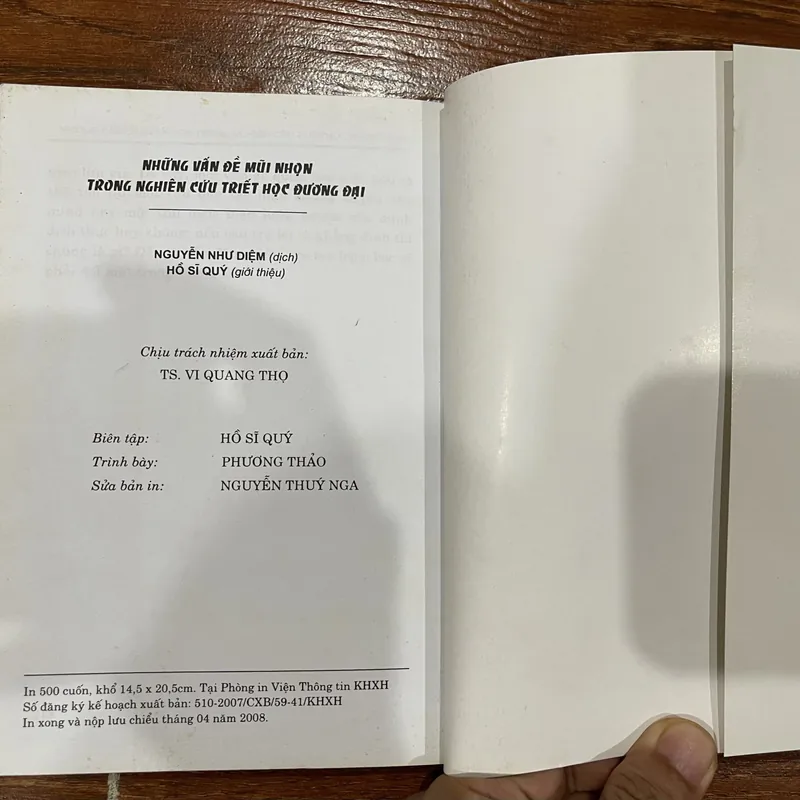 NHỮNG VẤN ĐỀ MŨI NHỌN
TRONG NGHIÊN CỨU TRIẾT HỌC ĐƯƠNG ĐẠI
NGUYỄN NHƯ DIỆM (dịch)
HỒ SĨ QUÝ (giới thiệu)
Chịu trách nhiệm xuất bản:
TS. VI QUANG THỌ
Biên tập: HỒ SĨ QUÝ
Trình bày: PHƯƠNG THẢO
Sửa bản in: NGUYỄN THUÝ NGA
In 500 cuốn, khổ 14,5 x 20,5cm. Tại Phòng in Viện Thông tin KHXH
Số đăng ký kế hoạch xuất bản: 510-2007/CXB/59-41/KHXH
In xong và nộp lưu chiểu tháng 04 năm 2008.